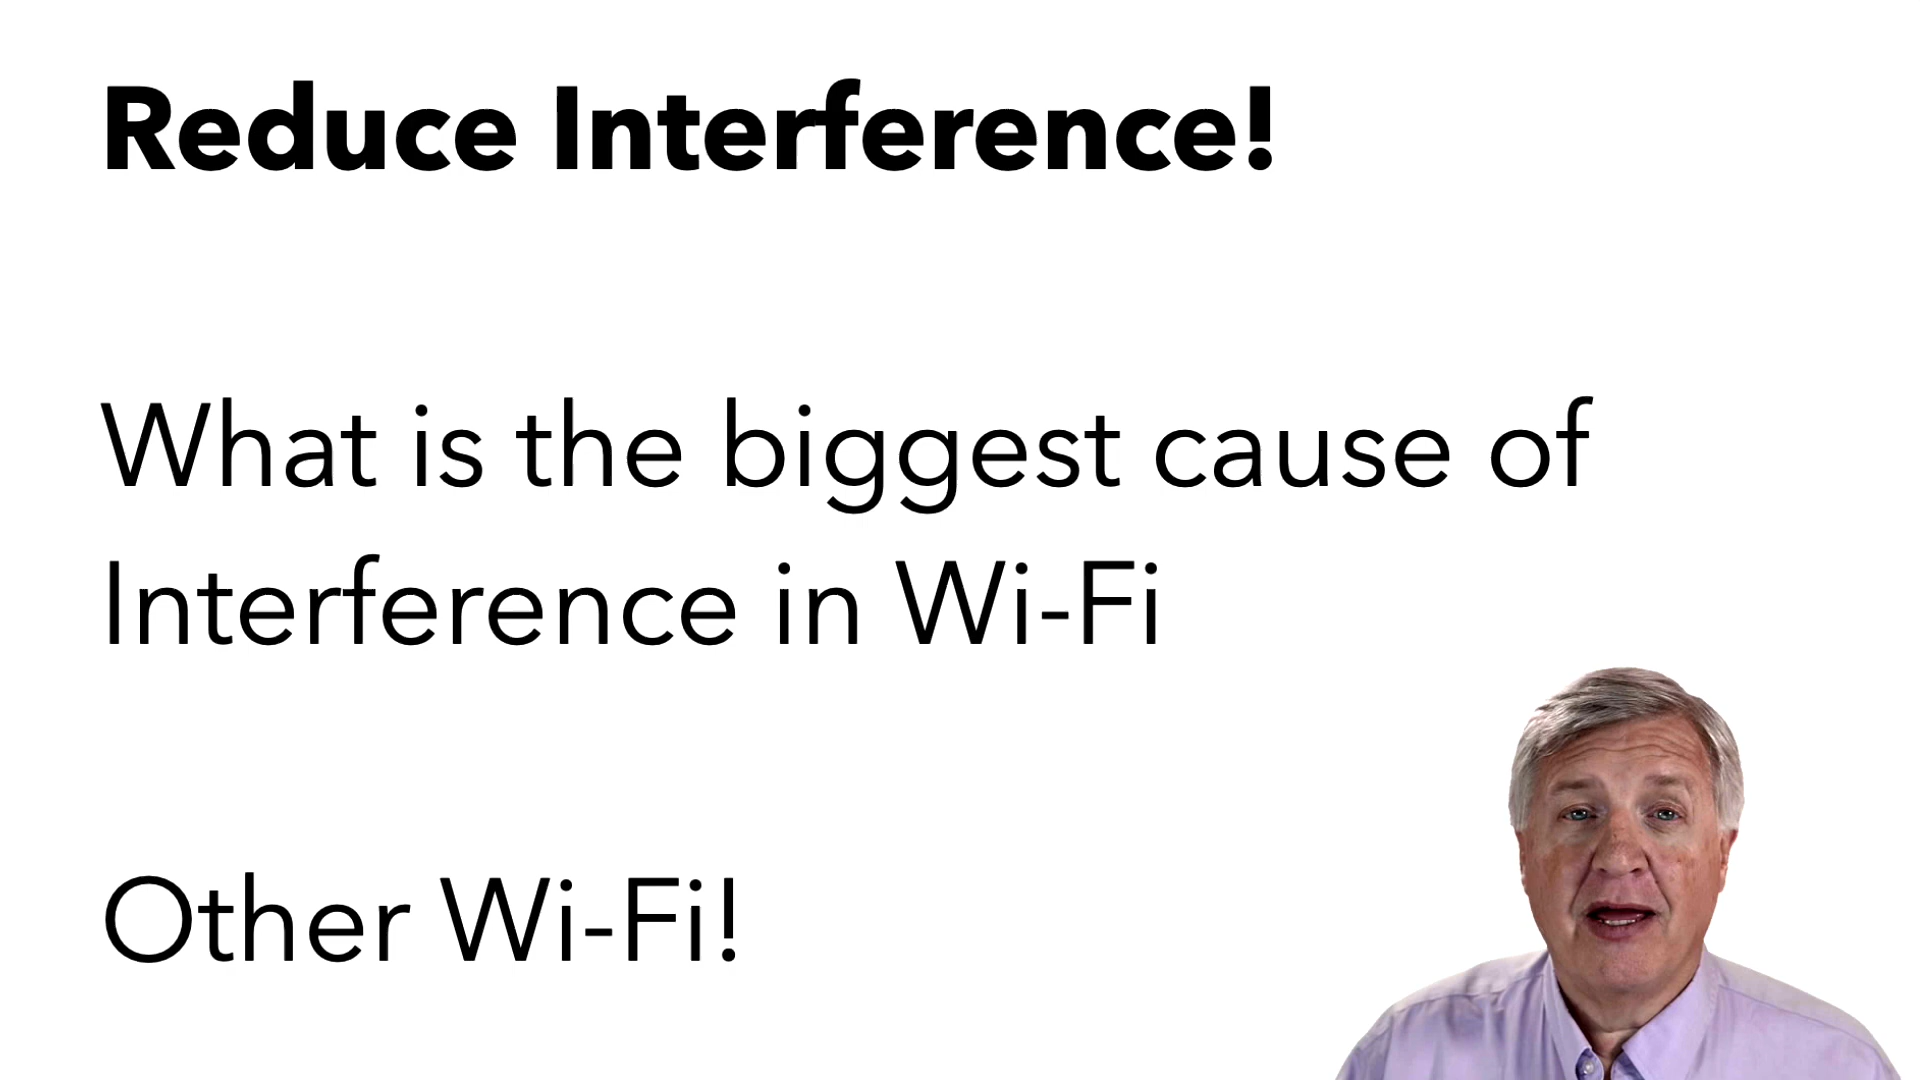 Reduce Interference!
What is the biggest cause of
Interference in Wi-Fi
Other Wi-Fi!